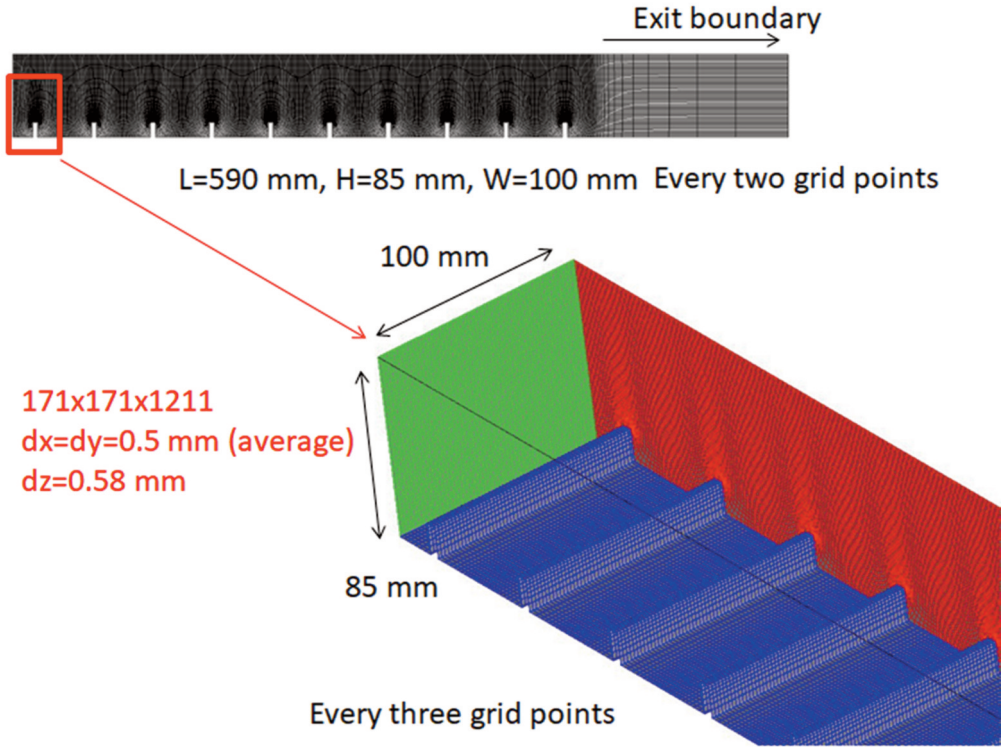 Exit boundary
L=590 mm, H=85 mm, W=100 mm Every two grid points
100 mm
171x171x1211
dx=dy=0.5 mm (average)
dz=0.58 mm
85 mm
Every three grid points